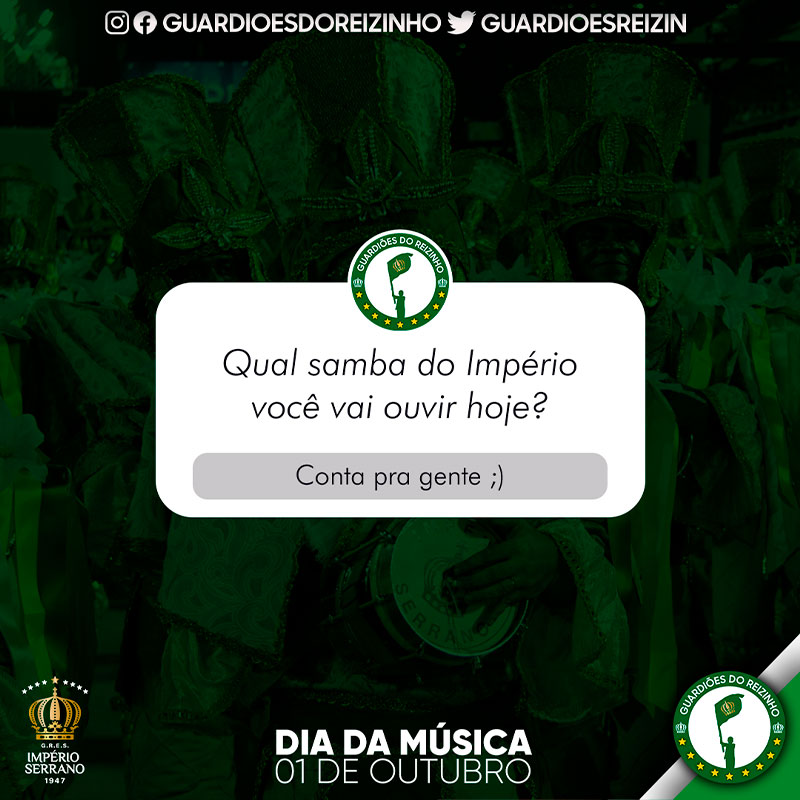 GUARDIOESDOREIZINHO GUARDIOESREIZIN
GUARDIÕES DO REIZINHO
Qual samba do Império
você vai ouvir hoje?
Conta pra gente ;)
SERRANO
G.R.E.S.
IMPÉRIO
SERRANO
1947
DIA DA MÚSICA
01 DE OUTUBRO
GUARDIÕES DO REIZINHO